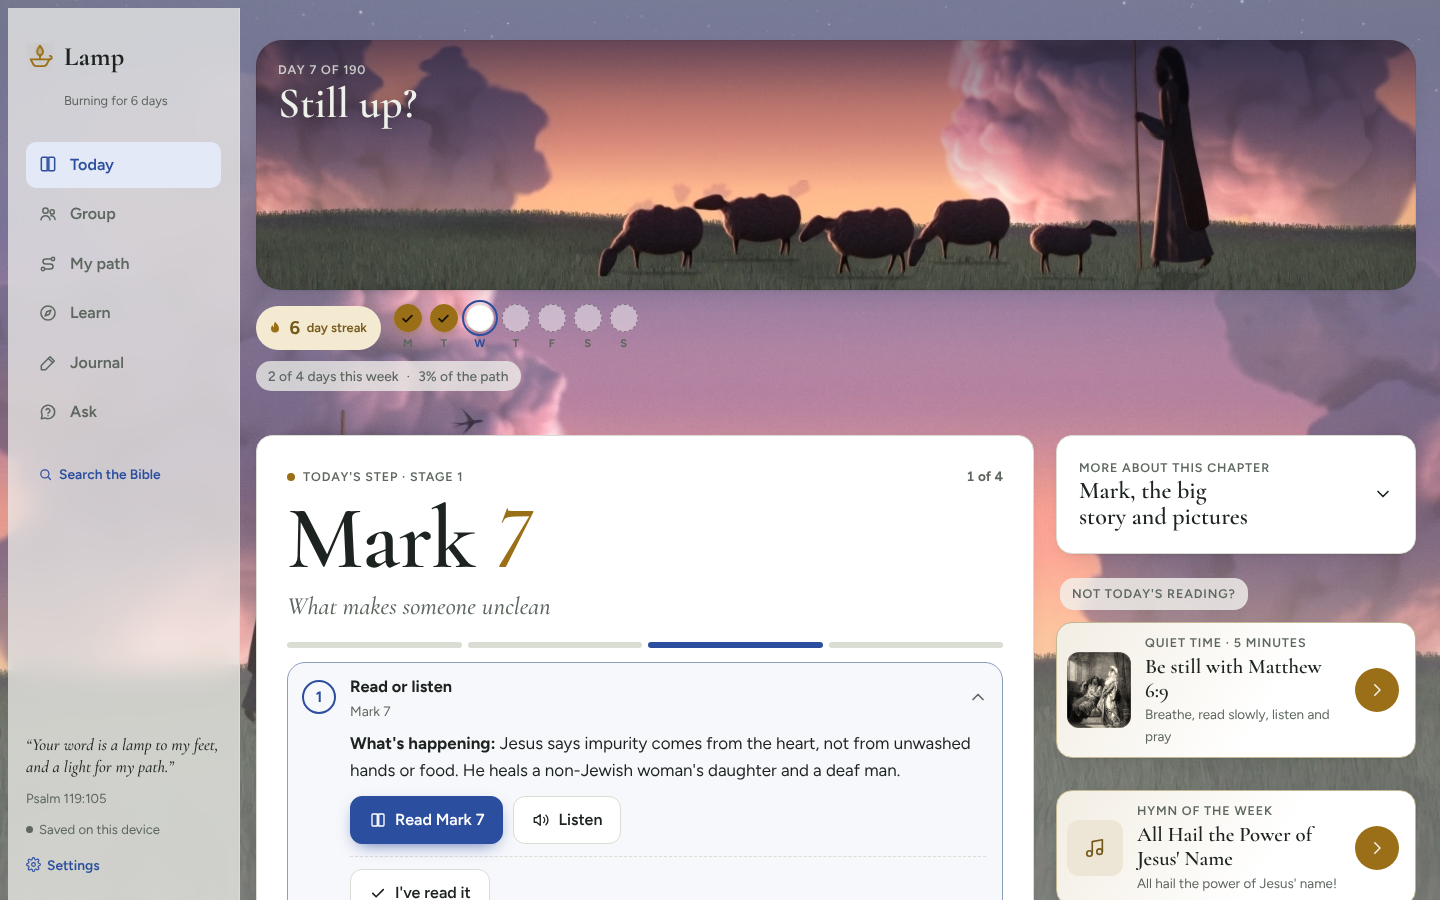 Lamp
Burning for 6 days
Today
Group
My path
Learn
Journal
Ask
Search the Bible
“Your word is a lamp to my feet,
and a light for my path.”
Psalm 119:105
Saved on this device
Settings
DAY 7 OF 190
Still up?
6 day streak
M T W T F S S
2 of 4 days this week · 3% of the path
TODAY'S STEP · STAGE 1
1 of 4
Mark 7
What makes someone unclean
1
Read or listen
Mark 7
What's happening: Jesus says impurity comes from the heart, not from unwashed
hands or food. He heals a non-Jewish woman's daughter and a deaf man.
Read Mark 7
Listen
I've read it
MORE ABOUT THIS CHAPTER
Mark, the big
story and pictures
NOT TODAY'S READING?
QUIET TIME · 5 MINUTES
Be still with Matthew
6:9
Breathe, read slowly, listen and
pray
HYMN OF THE WEEK
All Hail the Power of
Jesus' Name
All hail the power of Jesus' name!